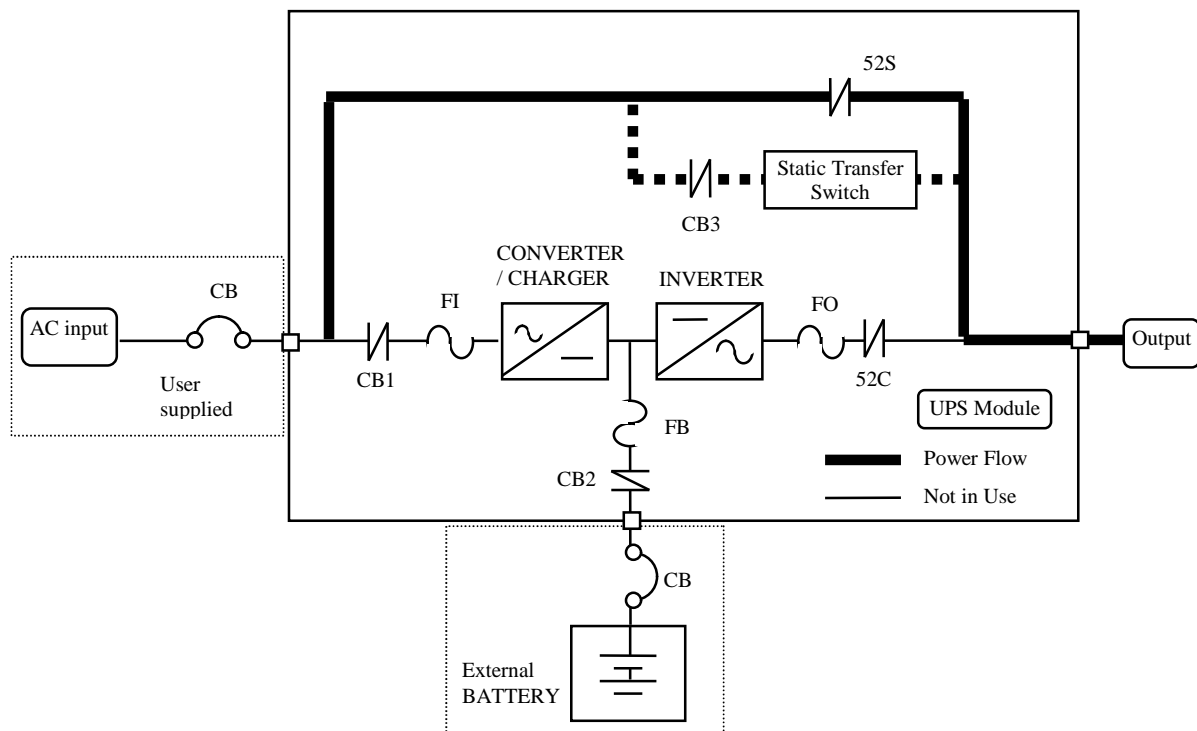 52S
Static Transfer
Switch
CB3
CONVERTER
/ CHARGER
INVERTER
CB
FI
FO
AC input
Output
CB1
52C
User
supplied
UPS Module
FB
Power Flow
CB2
Not in Use
CB
External
BATTERY